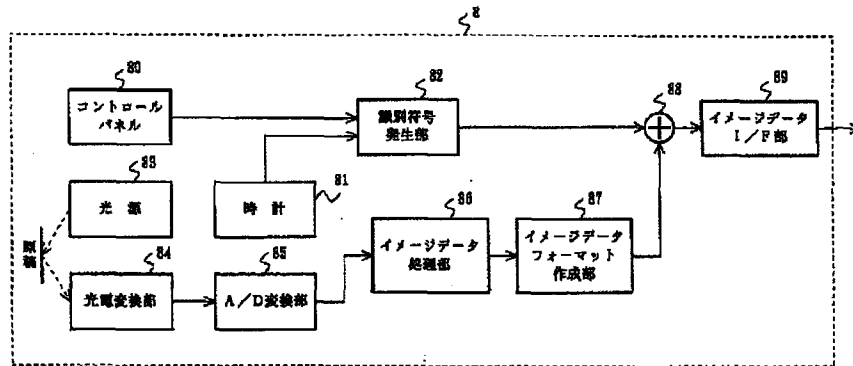 8
80
コントロール
パネル
82
識別符号
発生部
88
89
イメージデータ
I/F部
83
光源
81
時計
原稿
84
光電変換部
85
A/D変換部
86
イメージデータ
処理部
87
イメージデータ
フォーマット
作成部